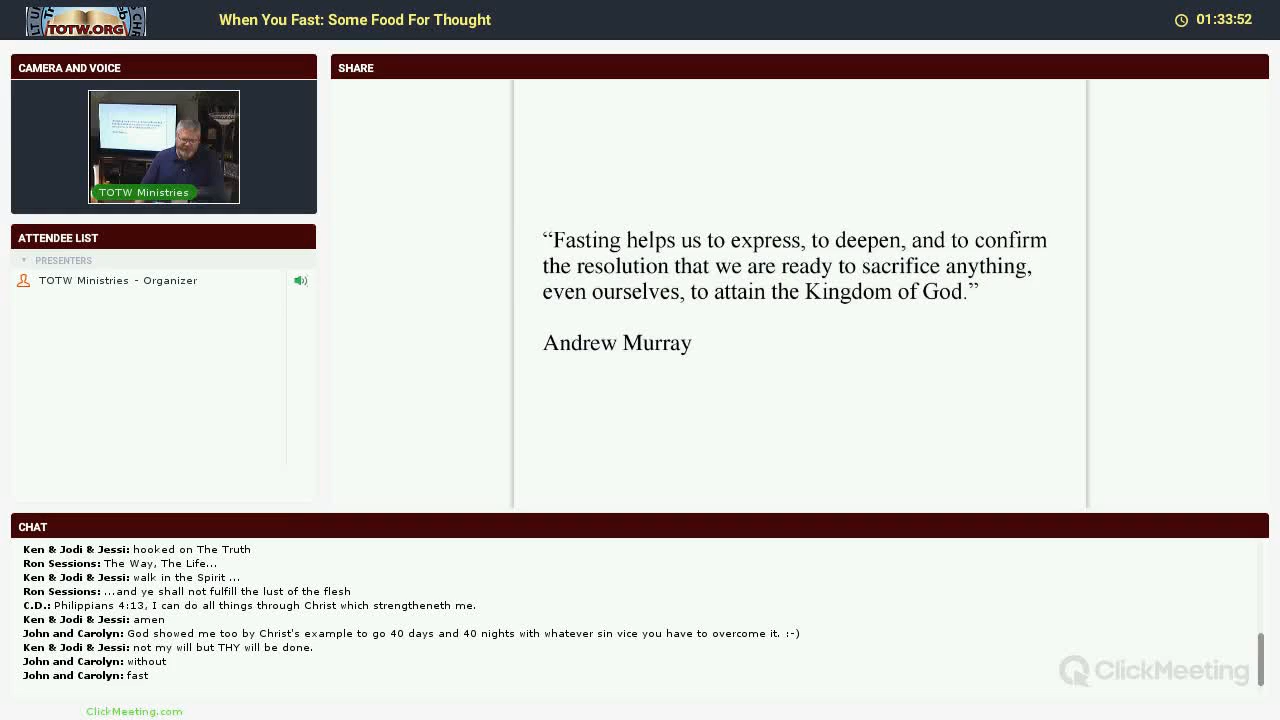 TOTW.ORG
When You Fast: Some Food For Thought
01:33:52
CAMERA AND VOICE
TOTW Ministries
ATTENDEE LIST
PRESENTERS
TOTW Ministries - Organizer
SHARE
“Fasting helps us to express, to deepen, and to confirm
the resolution that we are ready to sacrifice anything,
even ourselves, to attain the Kingdom of God.”
Andrew Murray
CHAT
Ken & Jodi & Jessi: hooked on The Truth
Ron Sessions: The Way, The Life...
Ken & Jodi & Jessi: walk in the Spirit ...
Ron Sessions: ...and ye shall not fulfill the lust of the flesh
C.D.: Philippians 4:13, I can do all things through Christ which strengtheneth me.
Ken & Jodi & Jessi: amen
John and Carolyn: God showed me too by Christ's example to go 40 days and 40 nights with whatever sin vice you have to overcome it. :-)
Ken & Jodi & Jessi: not my will but THY will be done.
John and Carolyn: without
John and Carolyn: fast
ClickMeeting
ClickMeeting.com